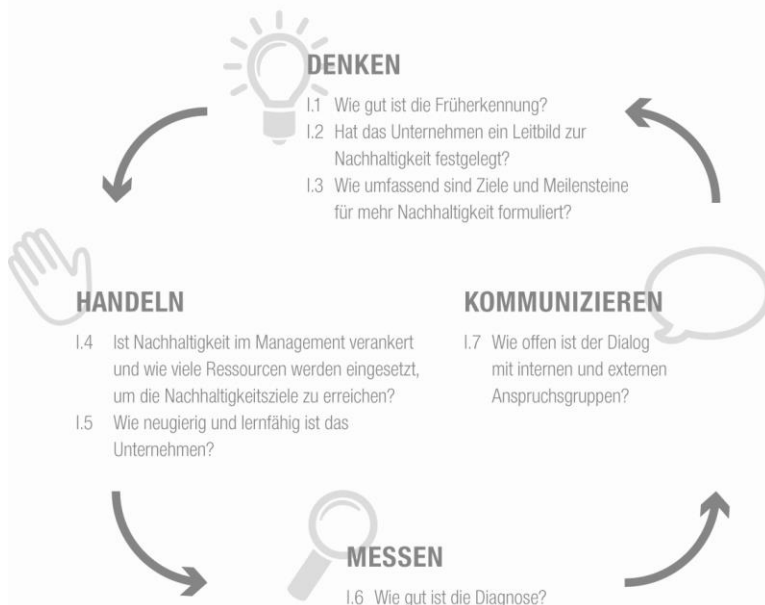 DENKEN
I.1 Wie gut ist die Früherkennung?
I.2 Hat das Unternehmen ein Leitbild zur
Nachhaltigkeit festgelegt?
I.3 Wie umfassend sind Ziele und Meilensteine
für mehr Nachhaltigkeit formuliert?
HANDELN
I.4 Ist Nachhaltigkeit im Management verankert
und wie viele Ressourcen werden eingesetzt,
um die Nachhaltigkeitsziele zu erreichen?
I.5 Wie neugierig und lernfähig ist das
Unternehmen?
KOMMUNIZIEREN
I.7 Wie offen ist der Dialog
mit internen und externen
Anspruchsgruppen?
MESSEN
I.6 Wie gut ist die Diagnose?